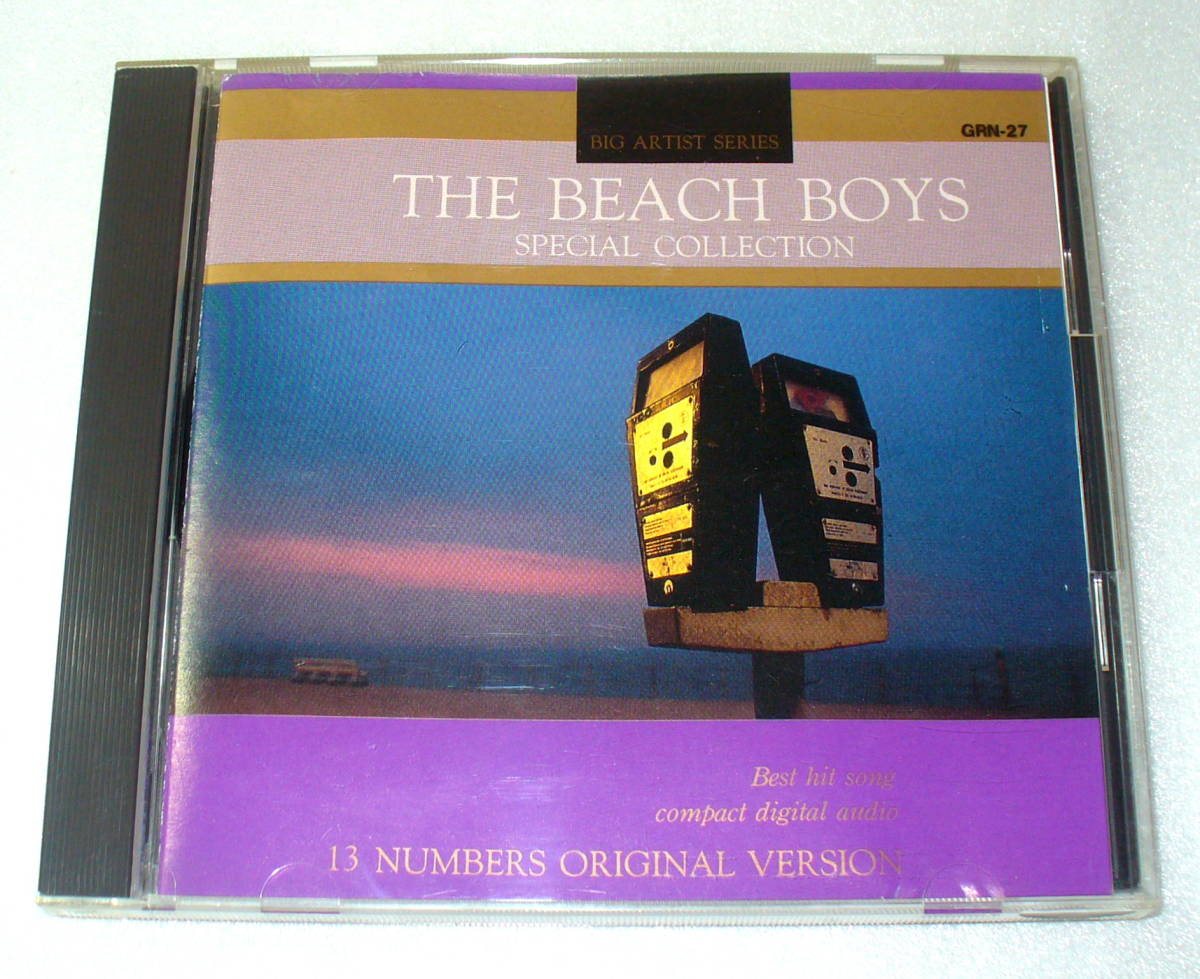 BIG ARTIST SERIES
GRN-27
THE BEACH BOYS
SPECIAL COLLECTION
Best hit song
compact digital audio
13 NUMBERS ORIGINAL VERSION